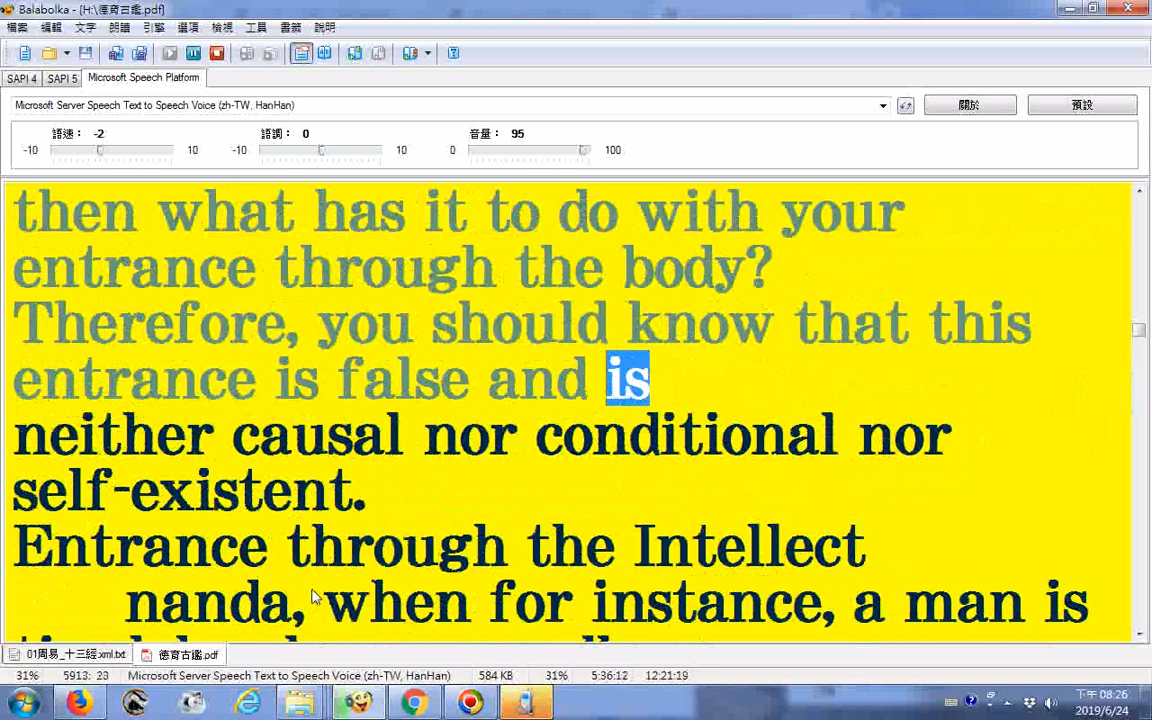 Balabolka - [H:\德育古鑑.pdf]
檔案 編輯 文字 朗讀 引擎 選項 檢視 工具 書籤 說明
SAPI 4 SAPI 5 Microsoft Speech Platform
Microsoft Server Speech Text to Speech Voice (zh-TW, HanHan) 關於 預設
語速： -2 語調： 0 音量： 95
-10 10 -10 10 0 100
then what has it to do with your
entrance through the body?
Therefore, you should know that this
entrance is false and is
neither causal nor conditional nor
self-existent.
Entrance through the Intellect
nanda, when for instance, a man is
01周易_十三經.xml.txt 德育古鑑.pdf
31% 5913: 23 Microsoft Server Speech Text to Speech Voice (zh-TW, HanHan) 584 KB 31% 5:36:12 12:21:19
下午 08:26
2019/6/24